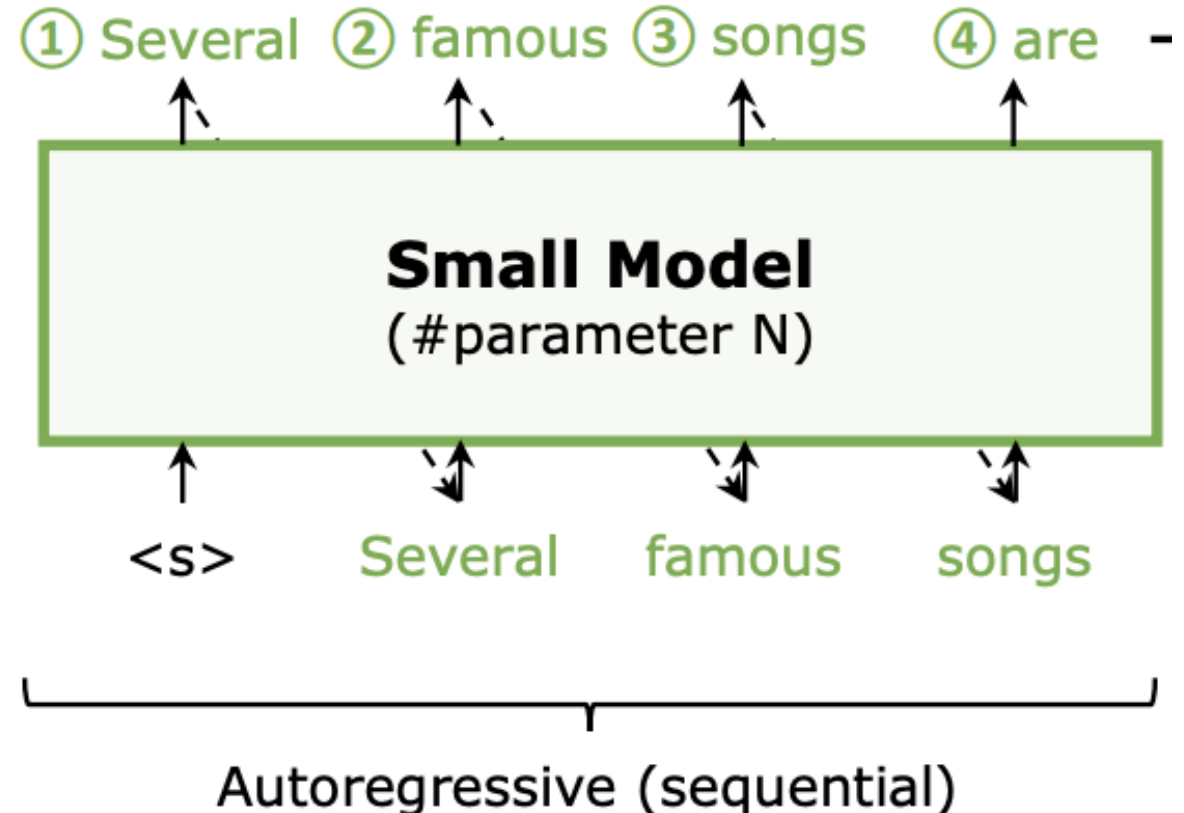 ① Several ② famous ③ songs ④ are
Small Model
(#parameter N)
<s> Several famous songs
Autoregressive (sequential)